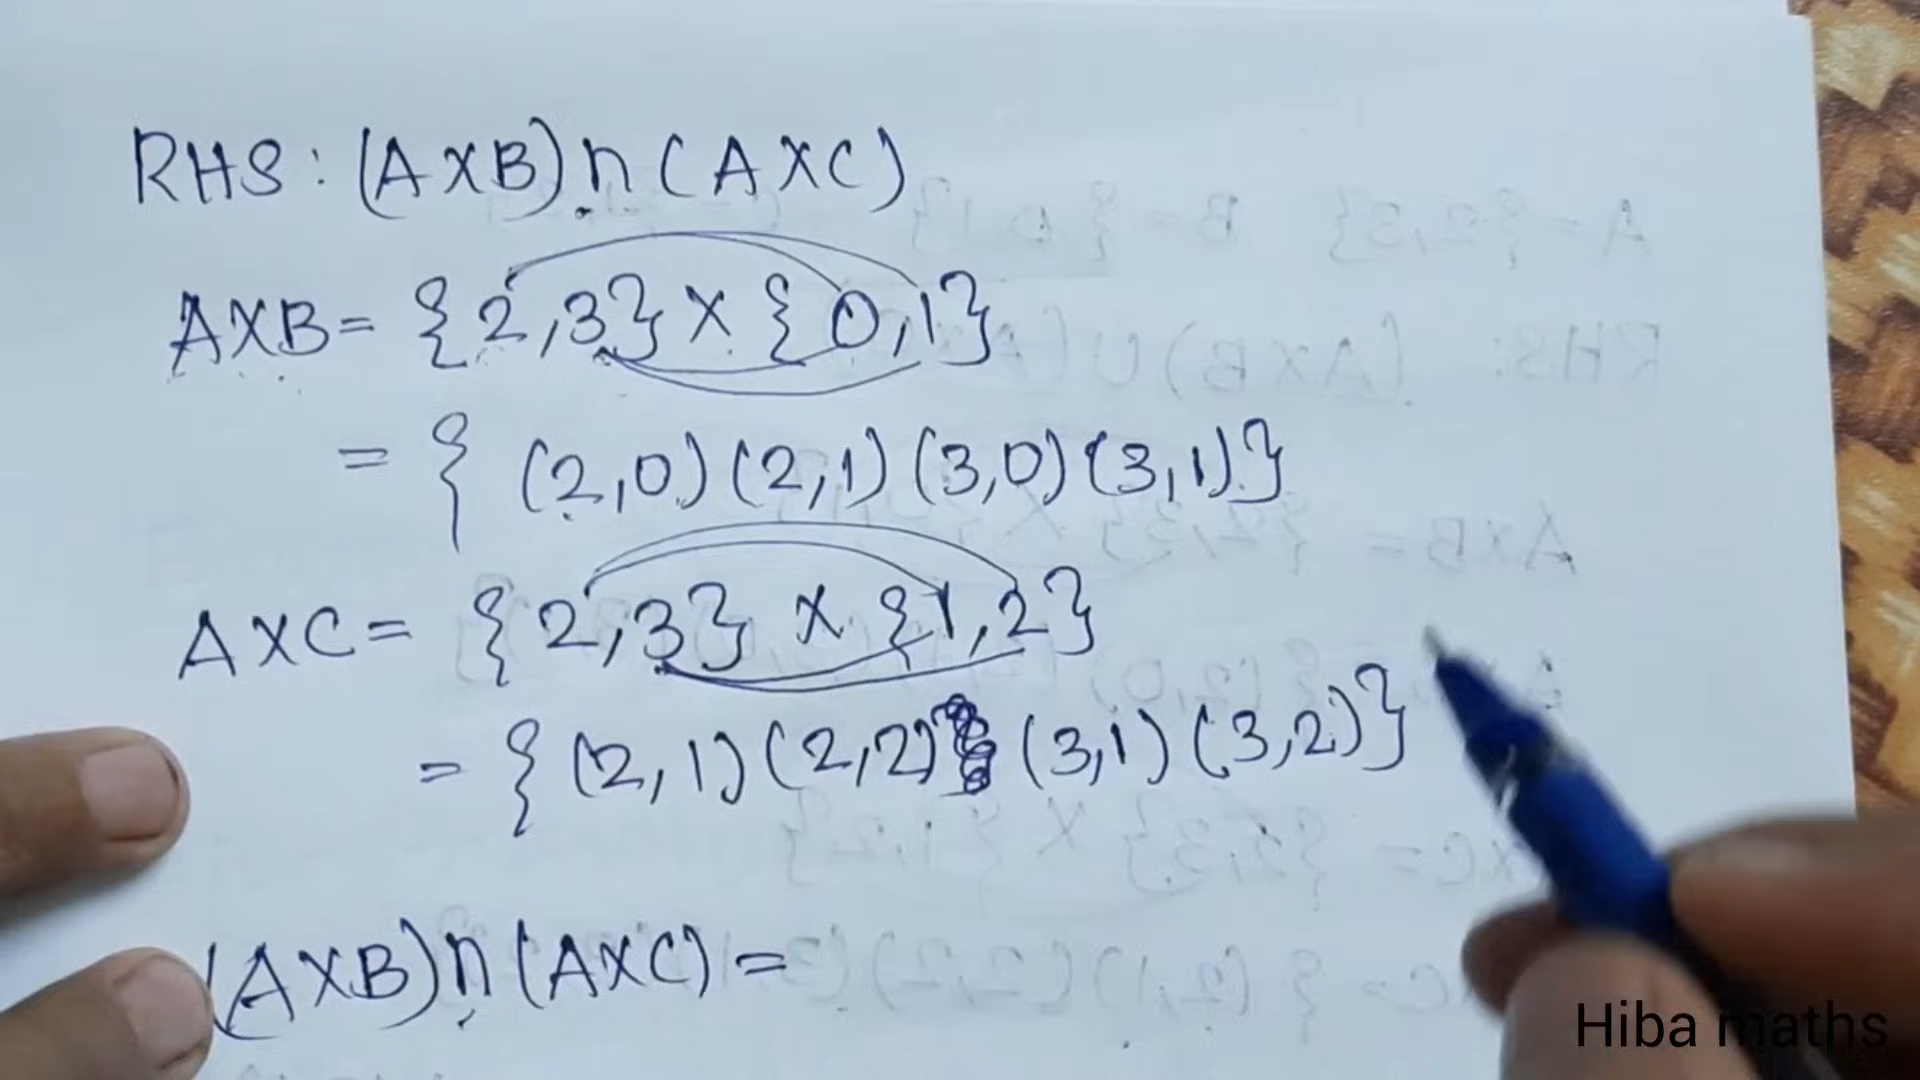 RHS : (A X B) ∩ (A X C)
A X B = {2,3} X {0,1}
= { (2,0) (2,1) (3,0) (3,1) }
A X C = {2,3} X {1,2}
= { (2,1) (2,2) (3,1) (3,2) }
(A X B) ∩ (A X C) =
Hiba maths